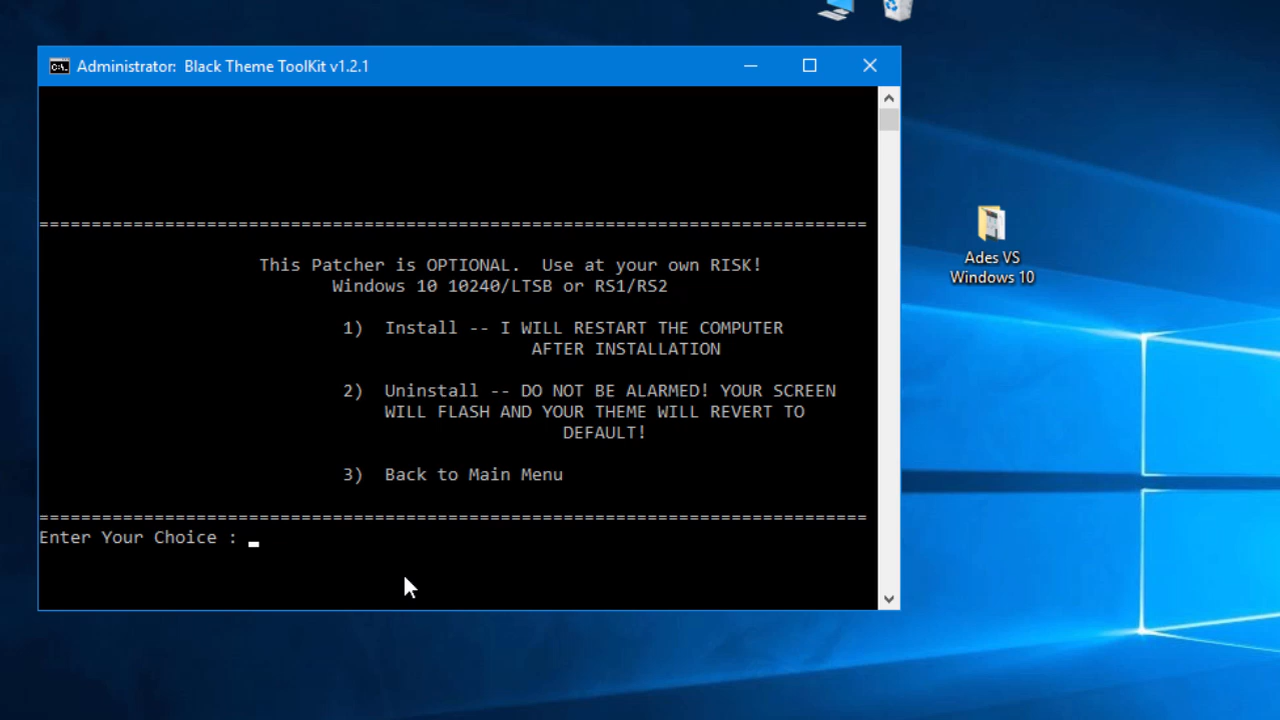 Administrator: Black Theme ToolKit v1.2.1
===============================================================================
This Patcher is OPTIONAL. Use at your own RISK!
Windows 10 10240/LTSB or RS1/RS2
1) Install -- I WILL RESTART THE COMPUTER
AFTER INSTALLATION
2) Uninstall -- DO NOT BE ALARMED! YOUR SCREEN
WILL FLASH AND YOUR THEME WILL REVERT TO
DEFAULT!
3) Back to Main Menu
===============================================================================
Enter Your Choice :
Ades VS
Windows 10